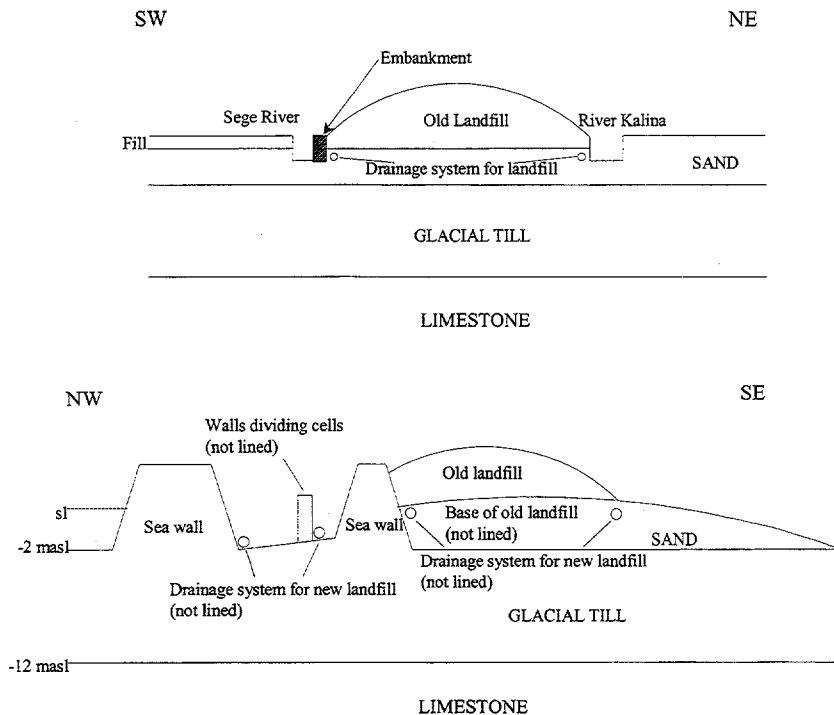 SW
NE
Embankment
Sege River
Old Landfill
River Kalina
Fill
Drainage system for landfill
SAND
GLACIAL TILL
LIMESTONE
NW
SE
Walls dividing cells
(not lined)
Old landfill
sl
Sea wall
Sea wall
Base of old landfill
(not lined)
SAND
-2 masl
Drainage system for new landfill
(not lined)
Drainage system for new landfill
(not lined)
GLACIAL TILL
-12 masl
LIMESTONE